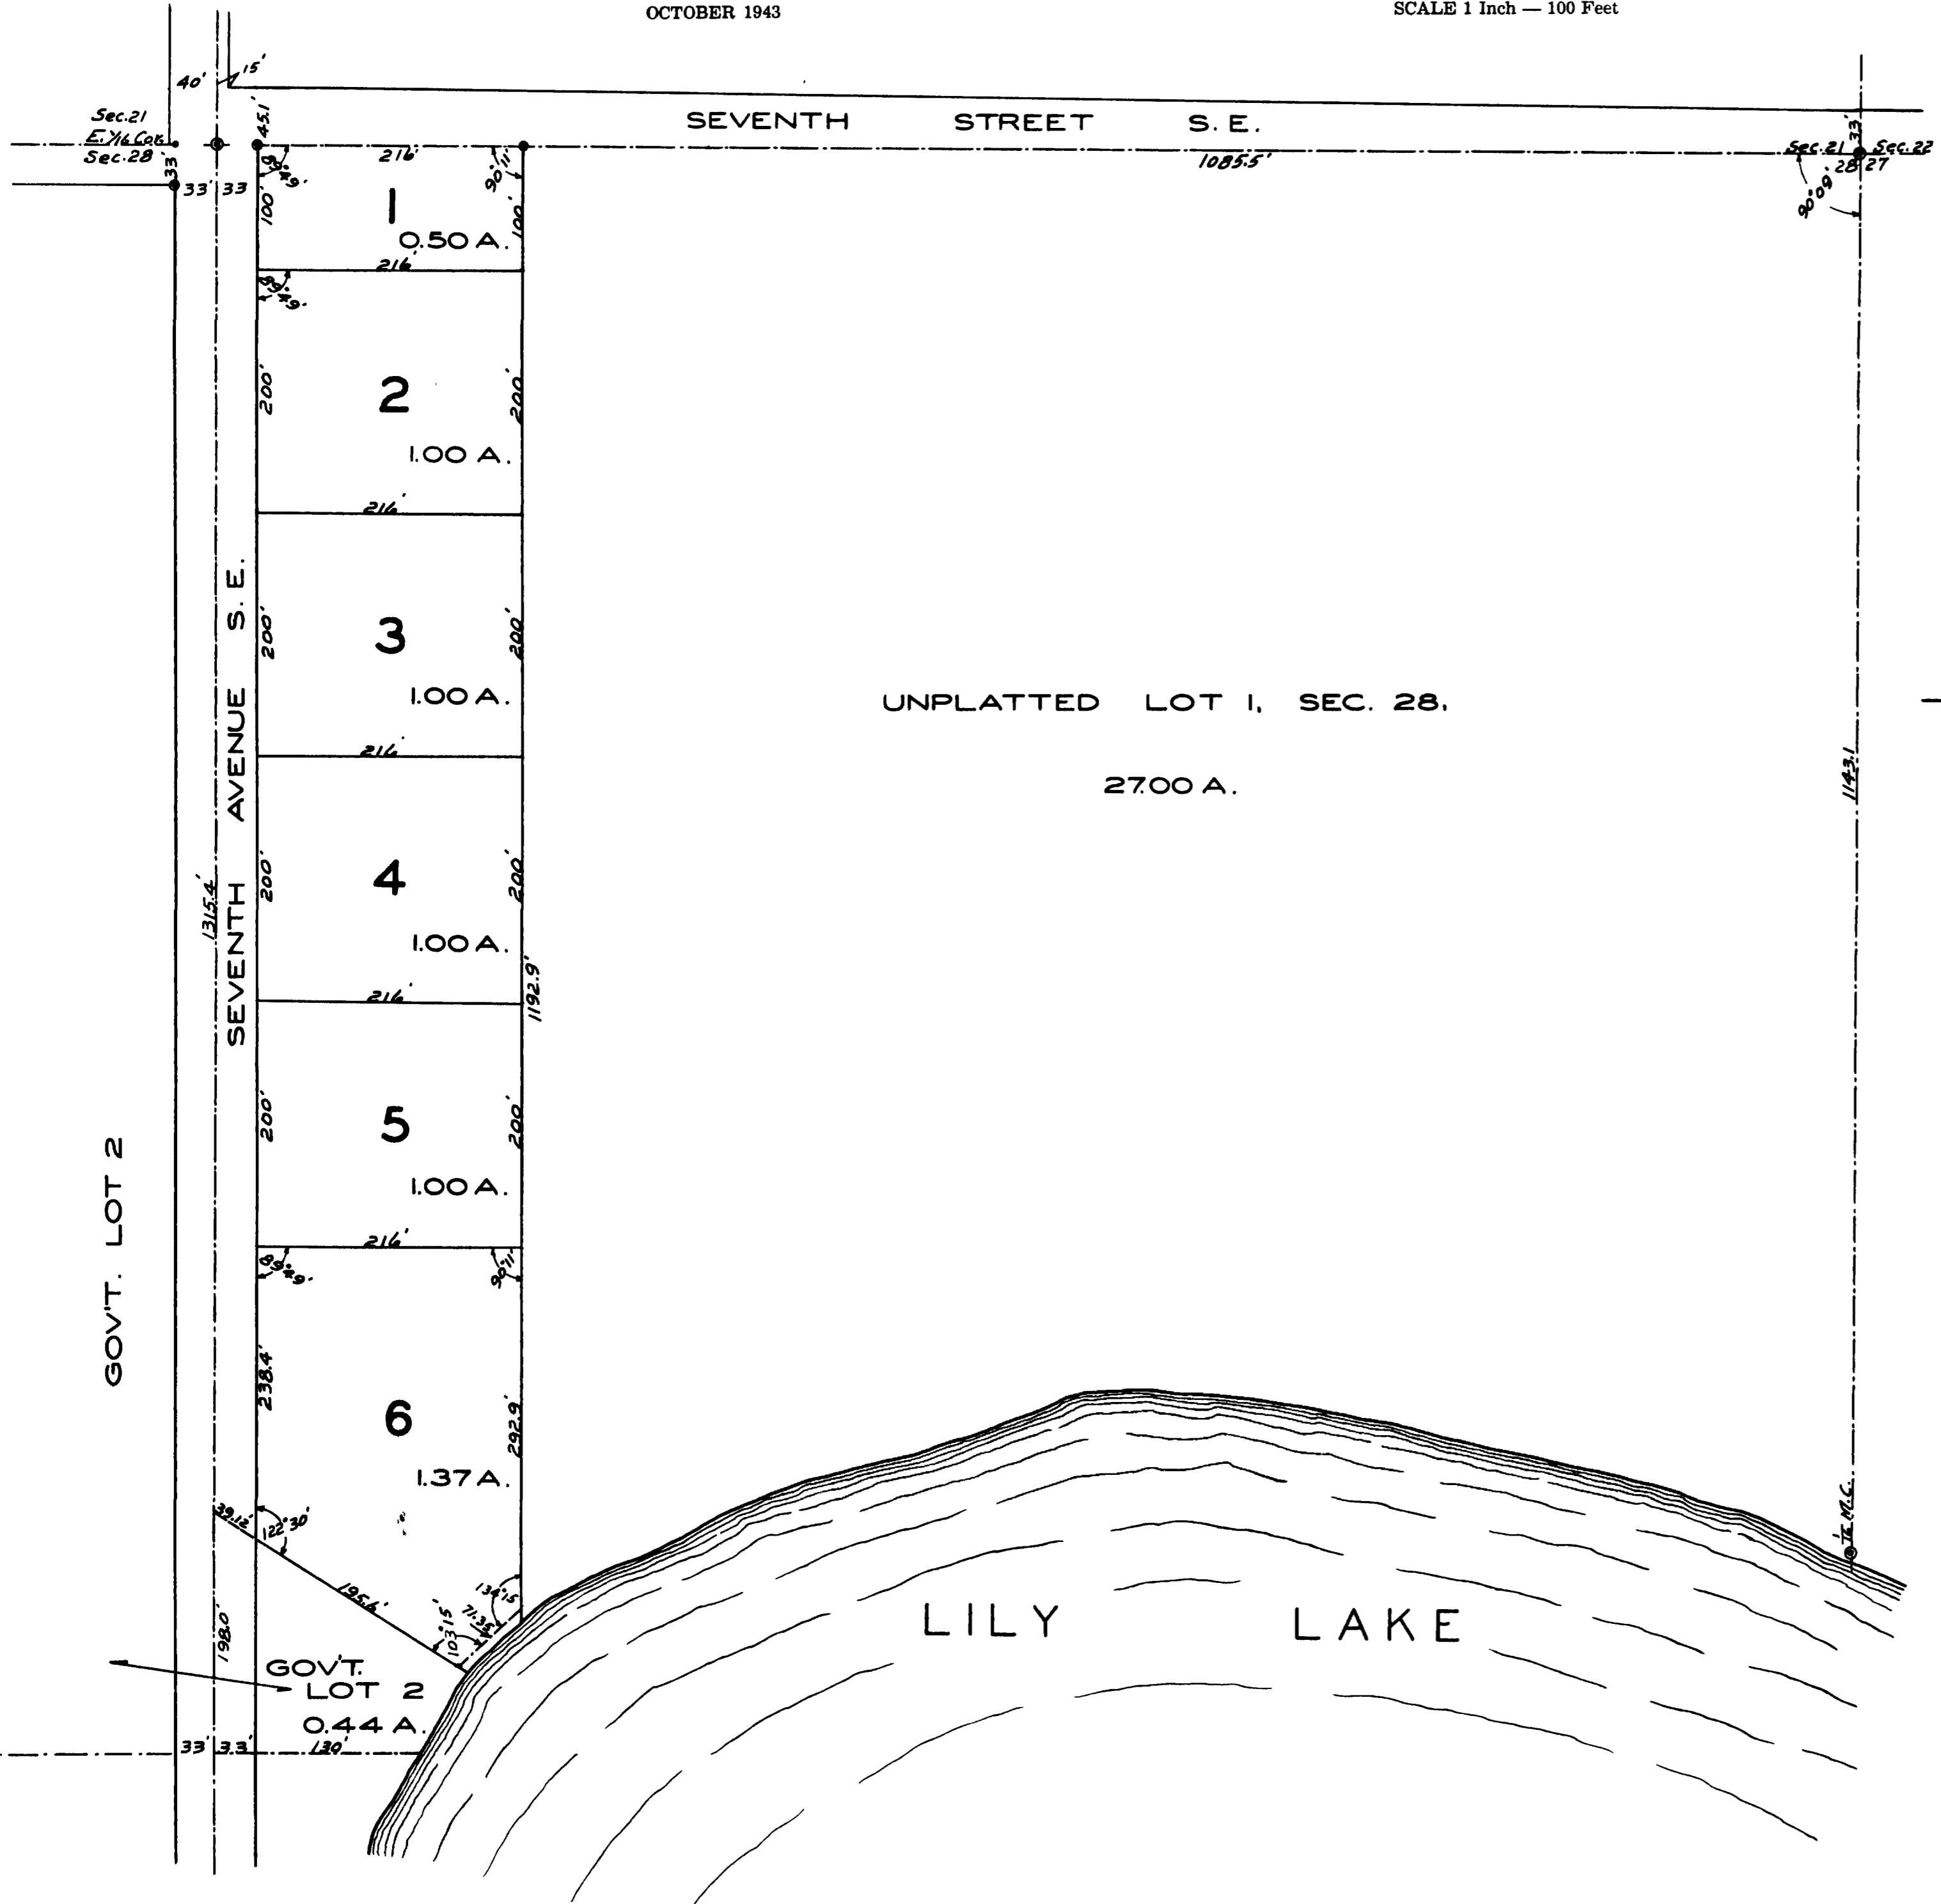 OCTOBER 1943
SCALE 1 Inch — 100 Feet
40'
15'
Sec. 21
E. 1/16 Cor.
Sec. 28
33'
33' 33
45.1'
SEVENTH STREET S. E.
216'
1085.5'
33'
Sec. 21 Sec. 22
28 27
90°09'
89°49'
90°11'
100'
1
100'
0.50 A.
216'
89°49'
200'
2
200'
1.00 A.
216'
200'
3
200'
1.00 A.
216'
UNPLATTED LOT 1, SEC. 28.
27.00 A.
1143.1
SEVENTH AVENUE S. E.
1315.4'
200'
4
200'
1.00 A.
216'
1192.9'
200'
5
200'
1.00 A.
216'
GOV'T. LOT 2
89°49'
90°11'
238.4'
6
292.9'
1.37 A.
39.12'
122°30'
195.6'
103°15'
134°15'
M.C.
LILY LAKE
198.0'
GOV'T.
LOT 2
0.44 A.
33' 33'
130'